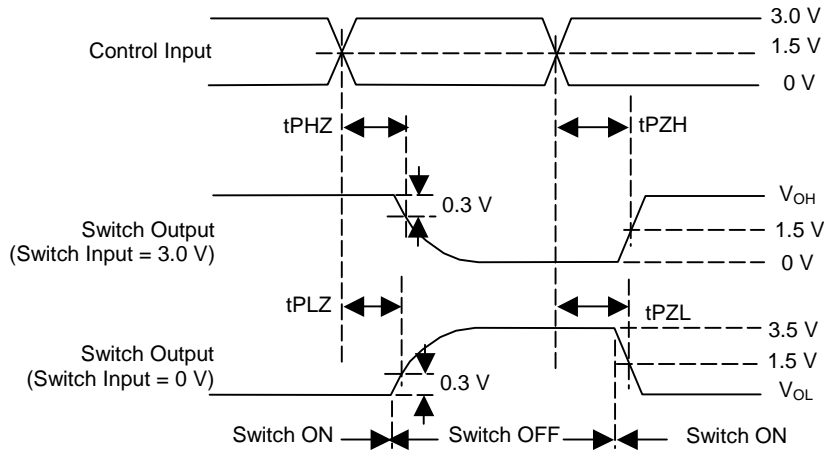 3.0 V
Control Input
1.5 V
0 V
tPHZ
tPZH
0.3 V
VOH
Switch Output
(Switch Input = 3.0 V)
1.5 V
0 V
tPLZ
tPZL
3.5 V
Switch Output
(Switch Input = 0 V)
1.5 V
0.3 V
VOL
Switch ON
Switch OFF
Switch ON